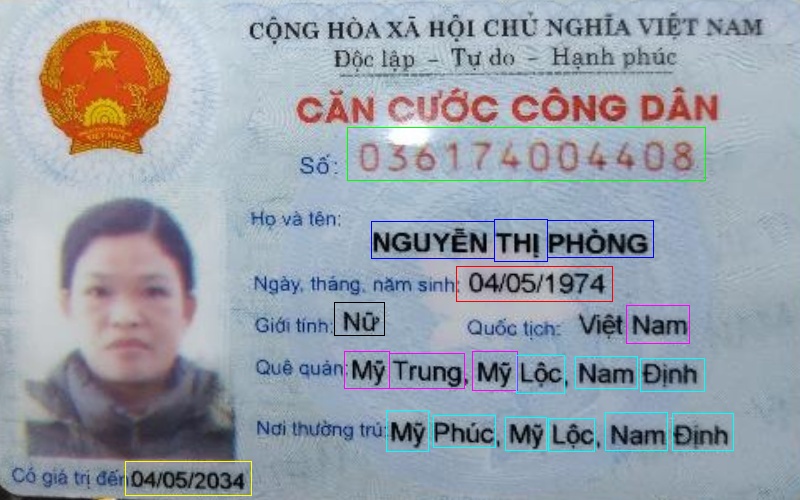 CỘNG HÒA XÃ HỘI CHỦ NGHĨA VIỆT NAM
Độc lập - Tự do - Hạnh phúc
CĂN CƯỚC CÔNG DÂN
VIỆT NAM
Số: 036174004408
Họ và tên:
NGUYỄN THỊ PHÒNG
Ngày, tháng, năm sinh: 04/05/1974
Giới tính: Nữ Quốc tịch: Việt Nam
Quê quán: Mỹ Trung, Mỹ Lộc, Nam Định
Nơi thường trú: Mỹ Phúc, Mỹ Lộc, Nam Định
Có giá trị đến 04/05/2034